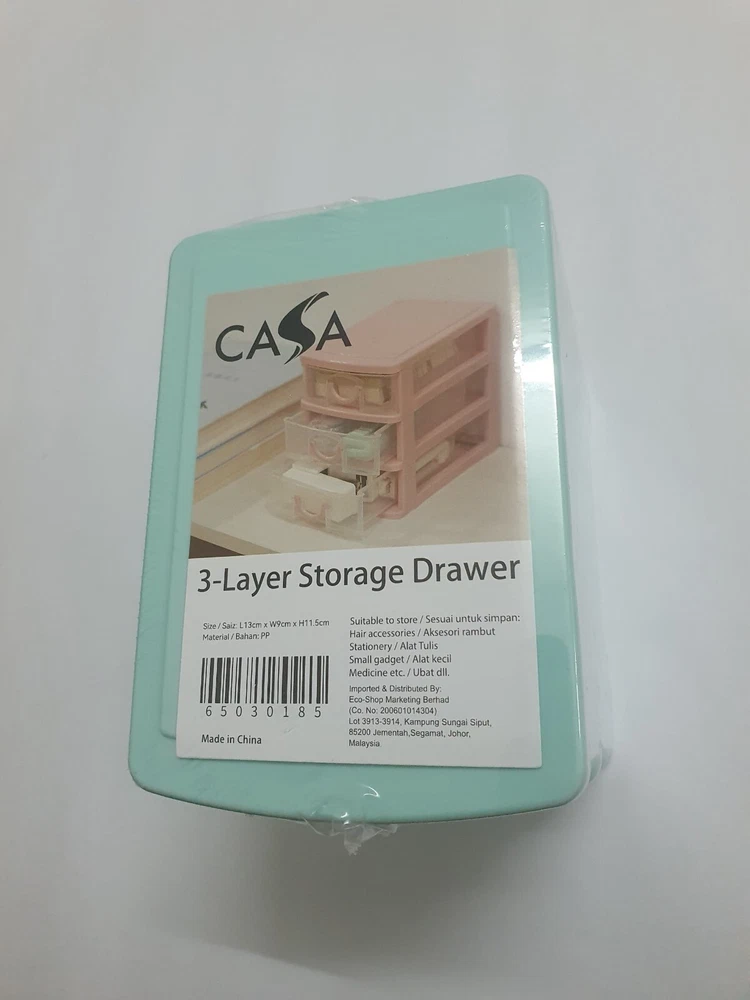 CASA
K
3-Layer Storage Drawer
Size / Saiz: L13cm x W9cm x H11.5cm
Material / Bahan: PP
65030185
Made in China
Suitable to store / Sesuai untuk simpan:
Hair accessories / Aksesori rambut
Stationery / Alat Tulis
Small gadget / Alat kecil
Medicine etc. / Ubat dll.
Imported & Distributed By:
Eco-Shop Marketing Berhad
(Co. No: 200601014304)
Lot 3913-3914, Kampung Sungai Siput,
85200 Jementah,Segamat, Johor,
Malaysia.